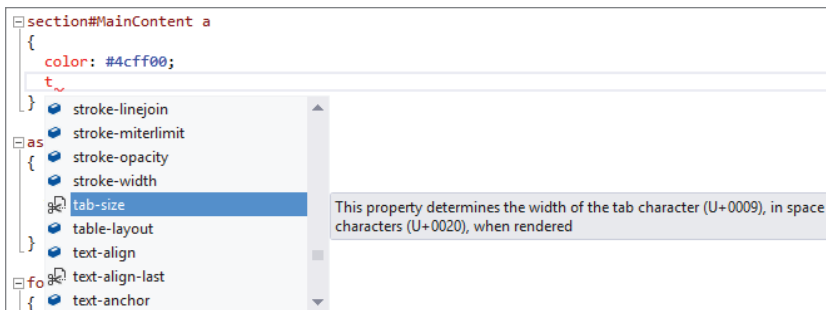 section#MainContent a
{
color: #4cff00;
t
}
stroke-linejoin
stroke-miterlimit
as
stroke-opacity
{
stroke-width
tab-size
This property determines the width of the tab character (U+0009), in space
characters (U+0020), when rendered
table-layout
}
text-align
fo
text-align-last
{
text-anchor